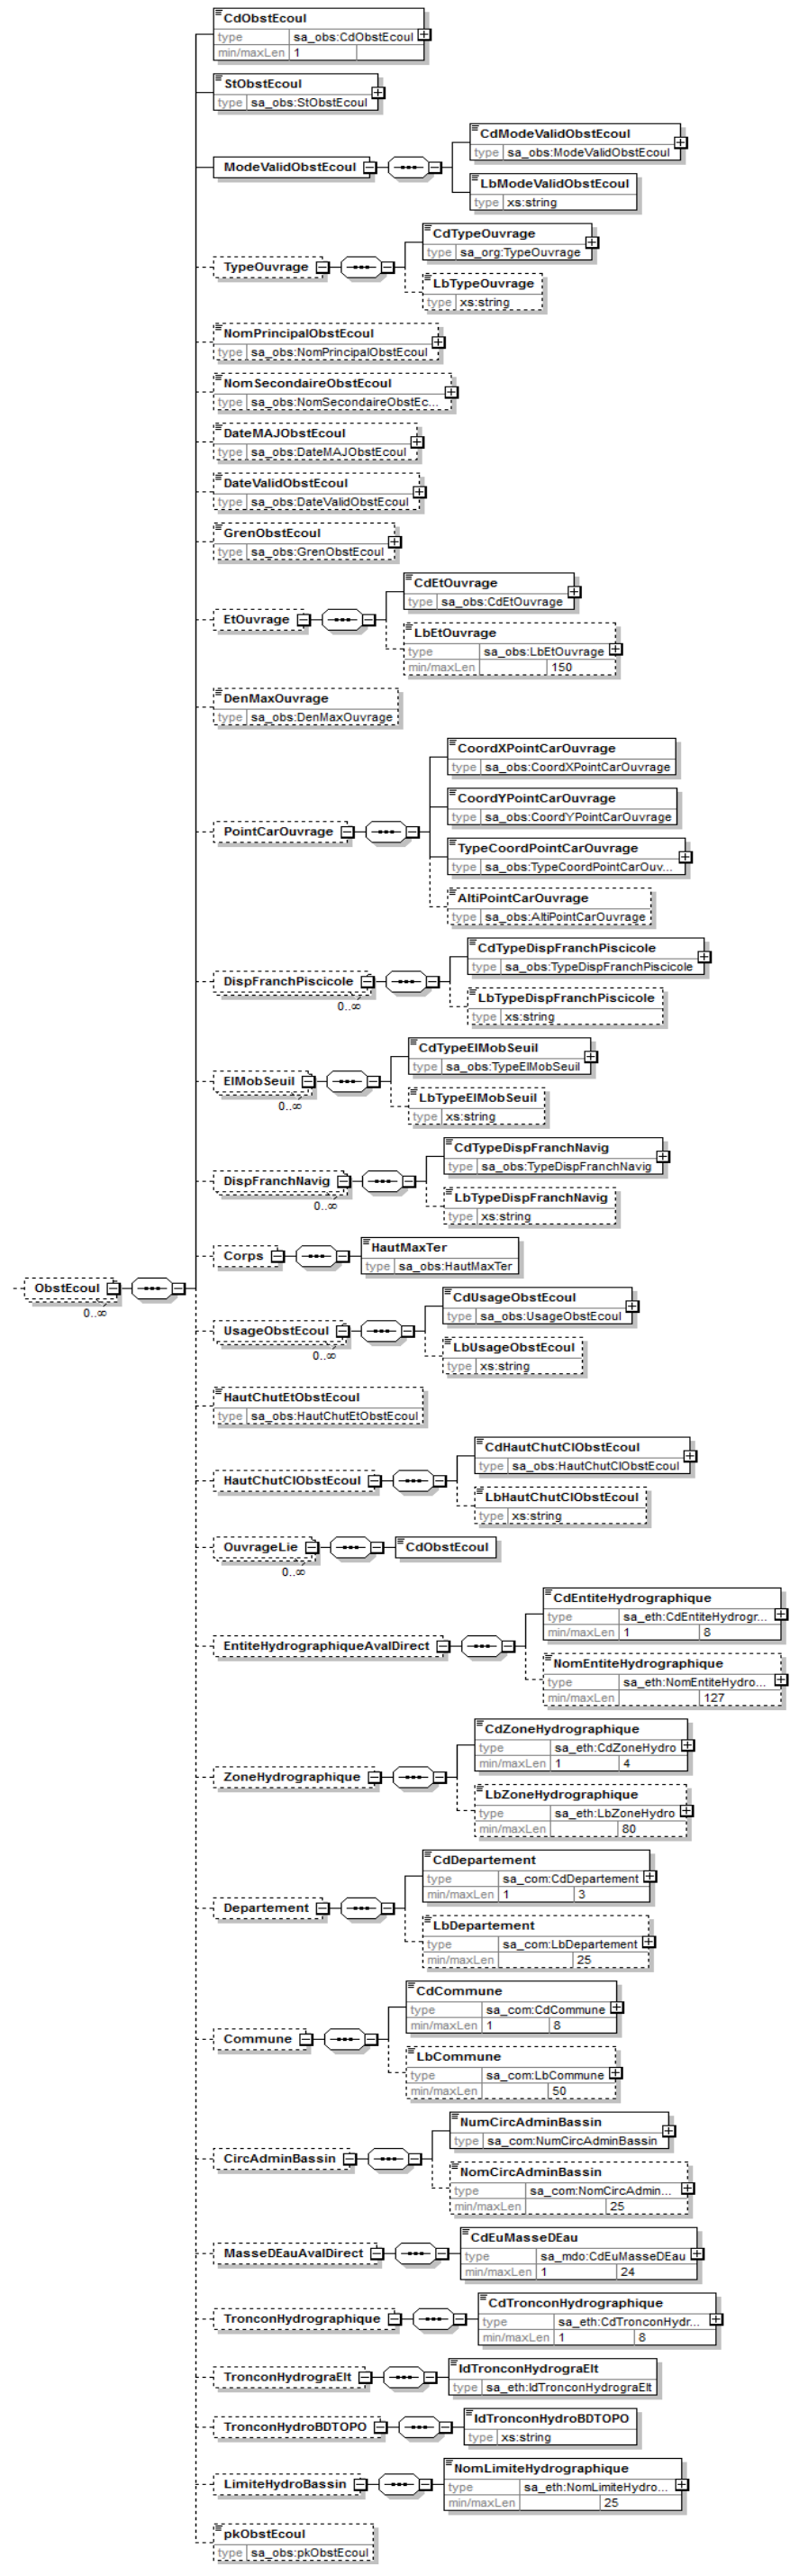 CdObstEcoul
type sa_obs:CdObstEcoul
min/maxLen 1
StObstEcoul
type sa_obs:StObstEcoul
ModeValidObstEcoul
CdModeValidObstEcoul
type sa_obs:ModeValidObstEcoul
LbModeValidObstEcoul
type xs:string
TypeOuvrage
CdTypeOuvrage
type sa_org:TypeOuvrage
LbTypeOuvrage
type xs:string
NomPrincipalObstEcoul
type sa_obs:NomPrincipalObstEcoul
NomSecondaireObstEcoul
type sa_obs:NomSecondaireObstEc...
DateMAJObstEcoul
type sa_obs:DateMAJObstEcoul
DateValidObstEcoul
type sa_obs:DateValidObstEcoul
GrenObstEcoul
type sa_obs:GrenObstEcoul
EtOuvrage
CdEtOuvrage
type sa_obs:CdEtOuvrage
LbEtOuvrage
type sa_obs:LbEtOuvrage
min/maxLen 150
DenMaxOuvrage
type sa_obs:DenMaxOuvrage
PointCarOuvrage
CoordXPointCarOuvrage
type sa_obs:CoordXPointCarOuvrage
CoordYPointCarOuvrage
type sa_obs:CoordYPointCarOuvrage
TypeCoordPointCarOuvrage
type sa_obs:TypeCoordPointCarOuv...
AltiPointCarOuvrage
type sa_obs:AltiPointCarOuvrage
DispFranchPiscicole
0..∞
CdTypeDispFranchPiscicole
type sa_obs:TypeDispFranchPiscicole
LbTypeDispFranchPiscicole
type xs:string
ElMobSeuil
0..∞
CdTypeElMobSeuil
type sa_obs:TypeElMobSeuil
LbTypeElMobSeuil
type xs:string
DispFranchNavig
0..∞
CdTypeDispFranchNavig
type sa_obs:TypeDispFranchNavig
LbTypeDispFranchNavig
type xs:string
Corps
HautMaxTer
type sa_obs:HautMaxTer
ObstEcoul
0..∞
UsageObstEcoul
0..∞
CdUsageObstEcoul
type sa_obs:UsageObstEcoul
LbUsageObstEcoul
type xs:string
HautChutEtObstEcoul
type sa_obs:HautChutEtObstEcoul
HautChutClObstEcoul
CdHautChutClObstEcoul
type sa_obs:HautChutClObstEcoul
LbHautChutClObstEcoul
type xs:string
OuvrageLie
0..∞
CdObstEcoul
EntiteHydrographiqueAvalDirect
CdEntiteHydrographique
type sa_eth:CdEntiteHydrogr...
min/maxLen 1 8
NomEntiteHydrographique
type sa_eth:NomEntiteHydro...
min/maxLen 127
ZoneHydrographique
CdZoneHydrographique
type sa_eth:CdZoneHydro
min/maxLen 1 4
LbZoneHydrographique
type sa_eth:LbZoneHydro
min/maxLen 80
Departement
CdDepartement
type sa_com:CdDepartement
min/maxLen 1 3
LbDepartement
type sa_com:LbDepartement
min/maxLen 25
Commune
CdCommune
type sa_com:CdCommune
min/maxLen 1 8
LbCommune
type sa_com:LbCommune
min/maxLen 50
CircAdminBassin
NumCircAdminBassin
type sa_com:NumCircAdminBassin
NomCircAdminBassin
type sa_com:NomCircAdmin...
min/maxLen 25
MasseDEauAvalDirect
CdEuMasseDEau
type sa_mdo:CdEuMasseDEau
min/maxLen 1 24
TronconHydrographique
CdTronconHydrographique
type sa_eth:CdTronconHydr...
min/maxLen 1 8
TronconHydrograElt
IdTronconHydrograElt
type sa_eth:IdTronconHydrograElt
TronconHydroBDTOPO
IdTronconHydroBDTOPO
type xs:string
LimiteHydroBassin
NomLimiteHydrographique
type sa_eth:NomLimiteHydro...
min/maxLen 25
pkObstEcoul
type sa_obs:pkObstEcoul